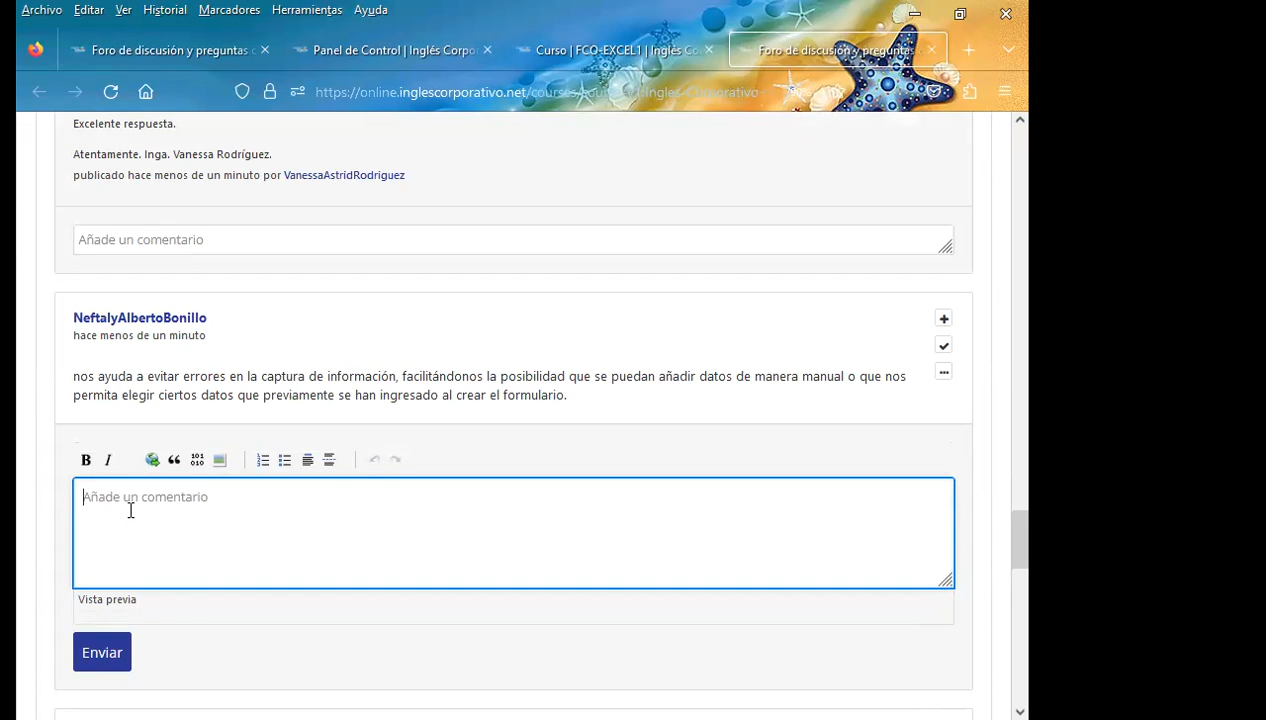 Archivo Editar Ver Historial Marcadores Herramientas Ayuda
Foro de discusión y preguntas
Panel de Control | Inglés Corpor
Curso | FCO-EXCEL1 | Inglés Co
Foro de discusión y preguntas
https://online.inglescorporativo.net/courses/
Excelente respuesta.
Atentamente. Inga. Vanessa Rodríguez.
publicado hace menos de un minuto por VanessaAstridRodriguez
Añade un comentario
NeftalyAlbertoBonillo
hace menos de un minuto
nos ayuda a evitar errores en la captura de información, facilitándonos la posibilidad que se puedan añadir datos de manera manual o que nos
permita elegir ciertos datos que previamente se han ingresado al crear el formulario.
B I
Añade un comentario
Vista previa
Enviar